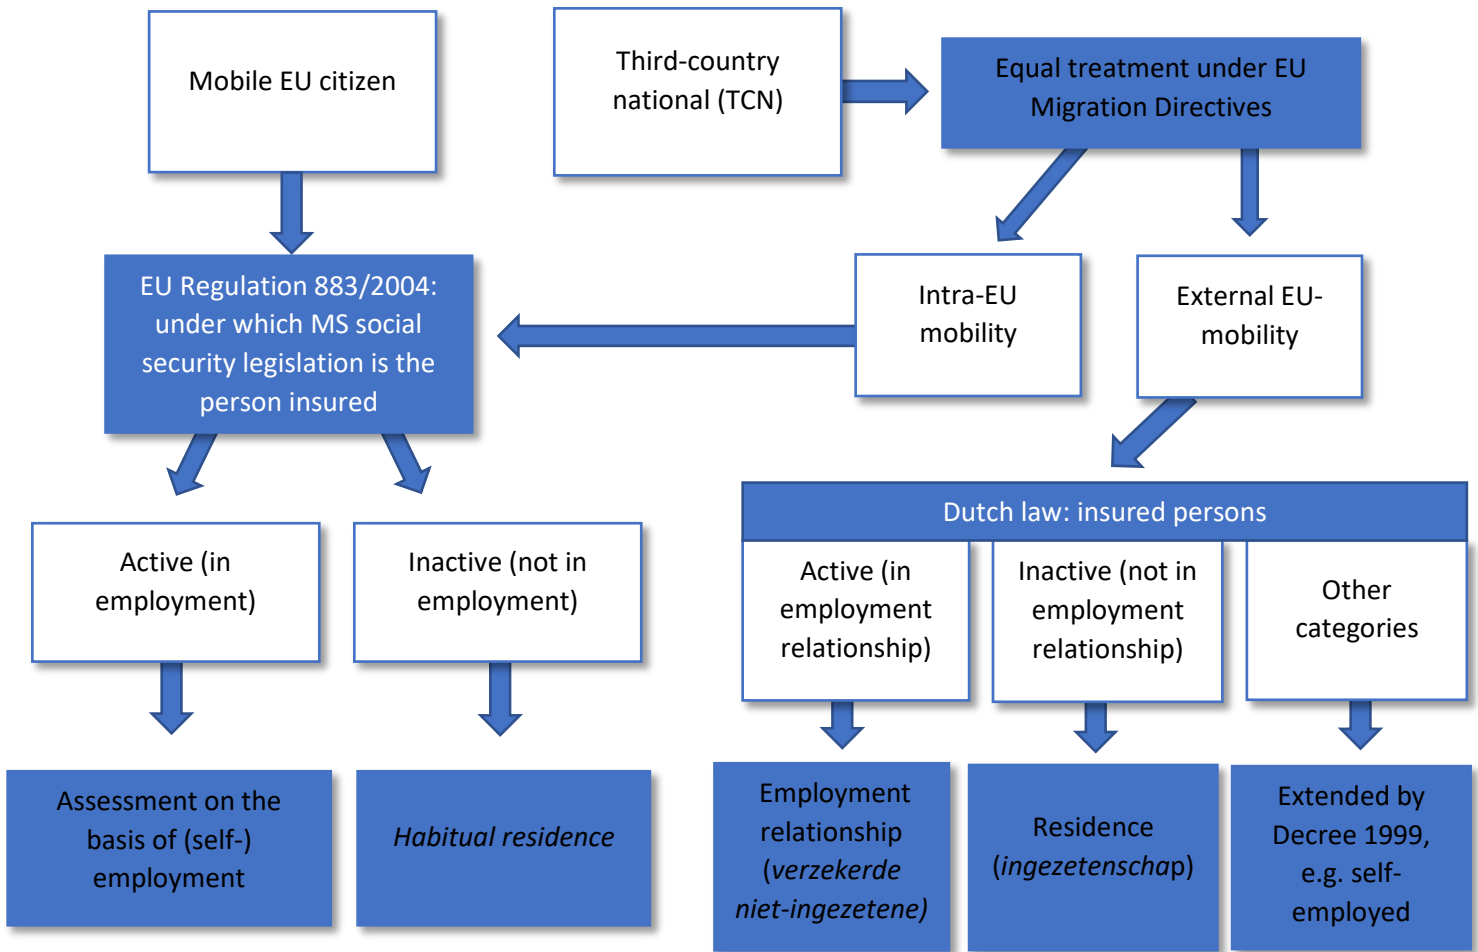 Mobile EU citizen
Third-country
national (TCN)
Equal treatment under EU
Migration Directives
EU Regulation 883/2004:
under which MS social
security legislation is the
person insured
Intra-EU
mobility
External EU-
mobility
Dutch law: insured persons
Active (in
employment)
Inactive (not in
employment)
Active (in
employment
relationship)
Inactive (not in
employment
relationship)
Other
categories
Assessment on the
basis of (self-)
employment
Habitual residence
Employment
relationship
(verzekerde
niet-ingezetene)
Residence
(ingezetenschap)
Extended by
Decree 1999,
e.g. self-
employed